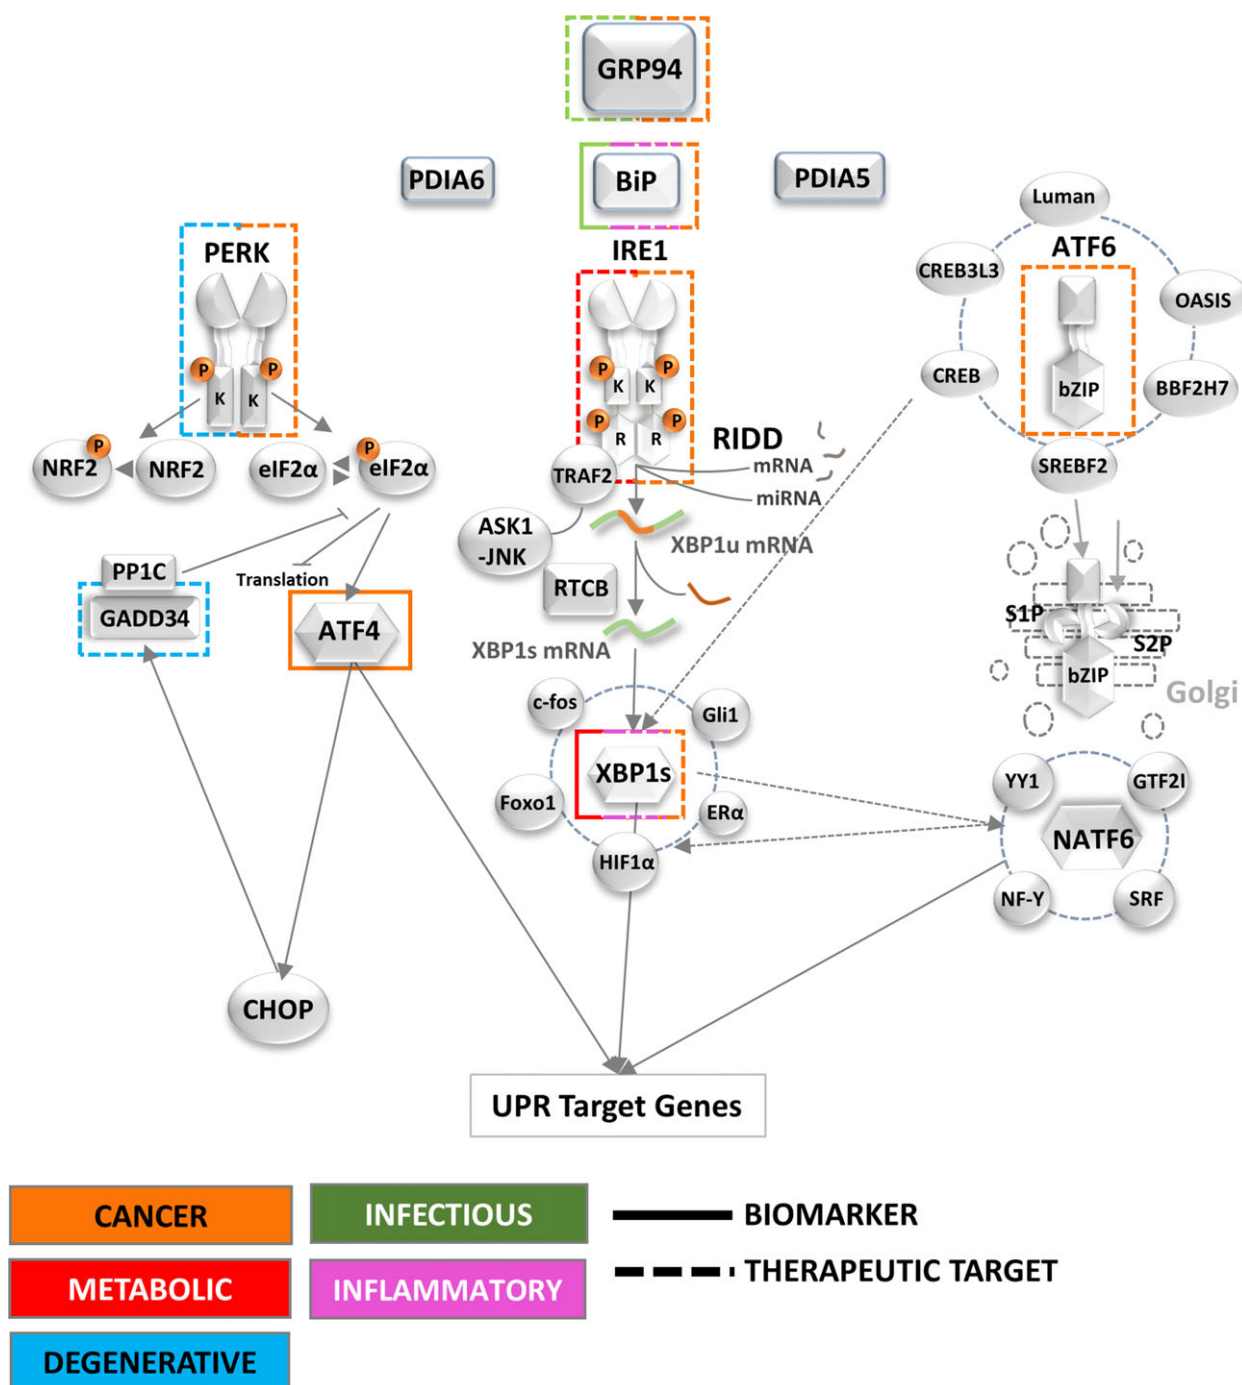 GRP94
PDIA6
BiP
PDIA5
Luman
PERK
IRE1
ATF6
CREB3L3
OASIS
P
P
K
K
P
P
K
K
P
P
R
R
CREB
bZIP
BBF2H7
RIDD
mRNA
miRNA
NRF2
P
NRF2
eIF2α
P
eIF2α
TRAF2
SREBF2
ASK1
-JNK
XBP1u mRNA
PP1C
Translation
RTCB
GADD34
ATF4
XBP1s mRNA
S1P
S2P
bZIP
Golgi
c-fos
Gli1
XBP1s
Foxo1
ERα
HIF1α
YY1
GTF2I
NATF6
NF-Y
SRF
CHOP
UPR Target Genes
CANCER
INFECTIOUS
BIOMARKER
METABOLIC
INFLAMMATORY
THERAPEUTIC TARGET
DEGENERATIVE